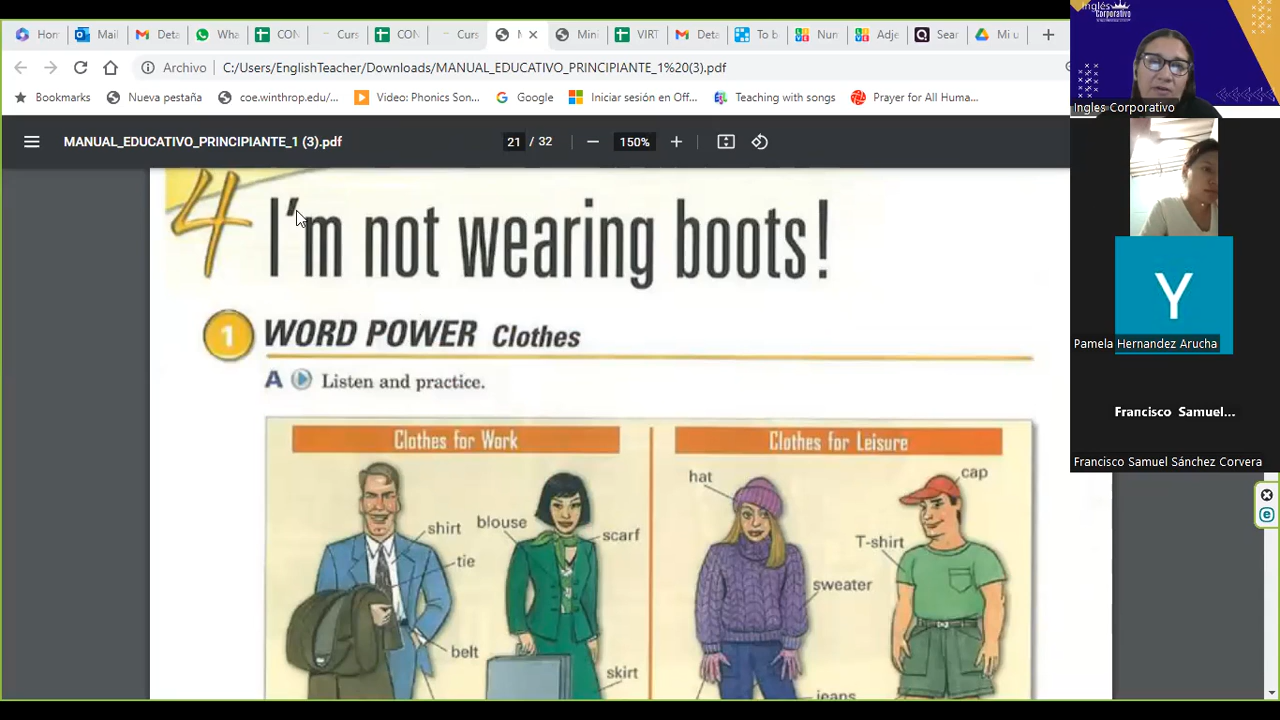 Hom
Mail
Deta
Wha
CON
Curs
CO
Curs
Mini
VIRT
Deta
To b
Nun
Adje
Sear
Mi u
Archivo
C:/Users/EnglishTeacher/Downloads/MANUAL_EDUCATIVO_PRINCIPIANTE_1%20(3).pdf
Bookmarks
Nueva pestaña
coe.winthrop.edu/...
Video: Phonics Son...
Google
Iniciar sesión en Off...
Teaching with songs
Prayer for All Huma...
MANUAL_EDUCATIVO_PRINCIPIANTE_1 (3).pdf
21 / 32
150%
4 I'm not wearing boots!
1 WORD POWER Clothes
A Listen and practice.
Clothes for Work
Clothes for Leisure
shirt
tie
belt
blouse
scarf
skirt
hat
sweater
jeans
cap
T-shirt
Inglés
Corporativo
Ingles Corporativo
Y
Pamela Hernandez Arucha
Francisco Samuel...
Francisco Samuel Sánchez Corvera